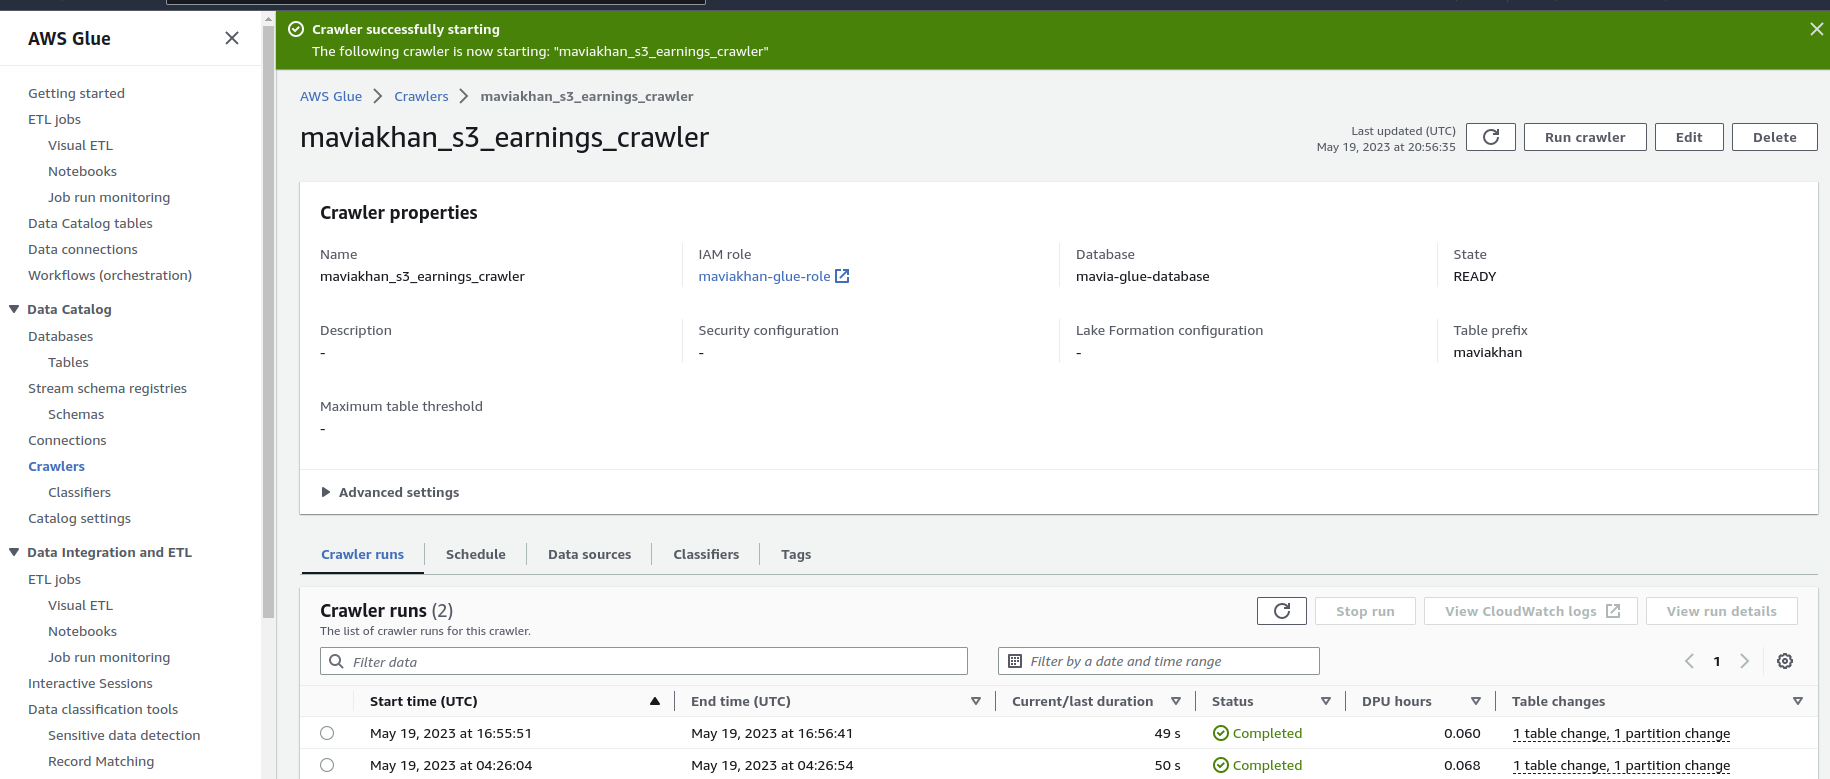 AWS Glue
Getting started
ETL jobs
Visual ETL
Notebooks
Job run monitoring
Data Catalog tables
Data connections
Workflows (orchestration)
Data Catalog
Databases
Tables
Stream schema registries
Schemas
Connections
Crawlers
Classifiers
Catalog settings
Data Integration and ETL
ETL jobs
Visual ETL
Notebooks
Job run monitoring
Interactive Sessions
Data classification tools
Sensitive data detection
Record Matching
Crawler successfully starting
The following crawler is now starting: "maviakhan_s3_earnings_crawler"
AWS Glue > Crawlers > maviakhan_s3_earnings_crawler
maviakhan_s3_earnings_crawler
Last updated (UTC)
May 19, 2023 at 20:56:35
Run crawler Edit Delete
Crawler properties
Name IAM role Database State
maviakhan_s3_earnings_crawler maviakhan-glue-role mavia-glue-database READY
Description Security configuration Lake Formation configuration Table prefix
- - - maviakhan
Maximum table threshold
-
Advanced settings
Crawler runs Schedule Data sources Classifiers Tags
Crawler runs (2) Stop run View CloudWatch logs View run details
The list of crawler runs for this crawler.
Filter data Filter by a date and time range 1
Start time (UTC) End time (UTC) Current/last duration Status DPU hours Table changes
May 19, 2023 at 16:55:51 May 19, 2023 at 16:56:41 49 s Completed 0.060 1 table change, 1 partition change
May 19, 2023 at 04:26:04 May 19, 2023 at 04:26:54 50 s Completed 0.068 1 table change, 1 partition change